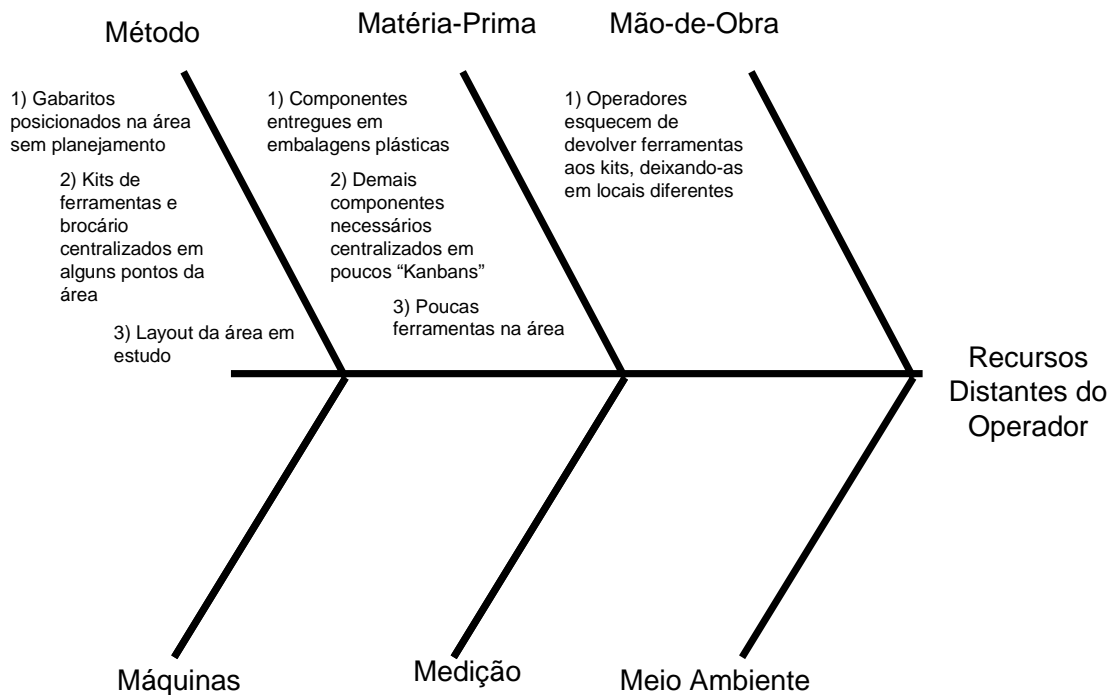 Método
Matéria-Prima
Mão-de-Obra
1) Gabaritos
posicionados na área
sem planejamento
2) Kits de
ferramentas e
brocário
centralizados em
alguns pontos da
área
3) Layout da área em
estudo
1) Componentes
entregues em
embalagens plásticas
2) Demais
componentes
necessários
centralizados em
poucos “Kanbans”
3) Poucas
ferramentas na área
1) Operadores
esquecem de
devolver ferramentas
aos kits, deixando-as
em locais diferentes
Recursos
Distantes do
Operador
Máquinas
Medição
Meio Ambiente